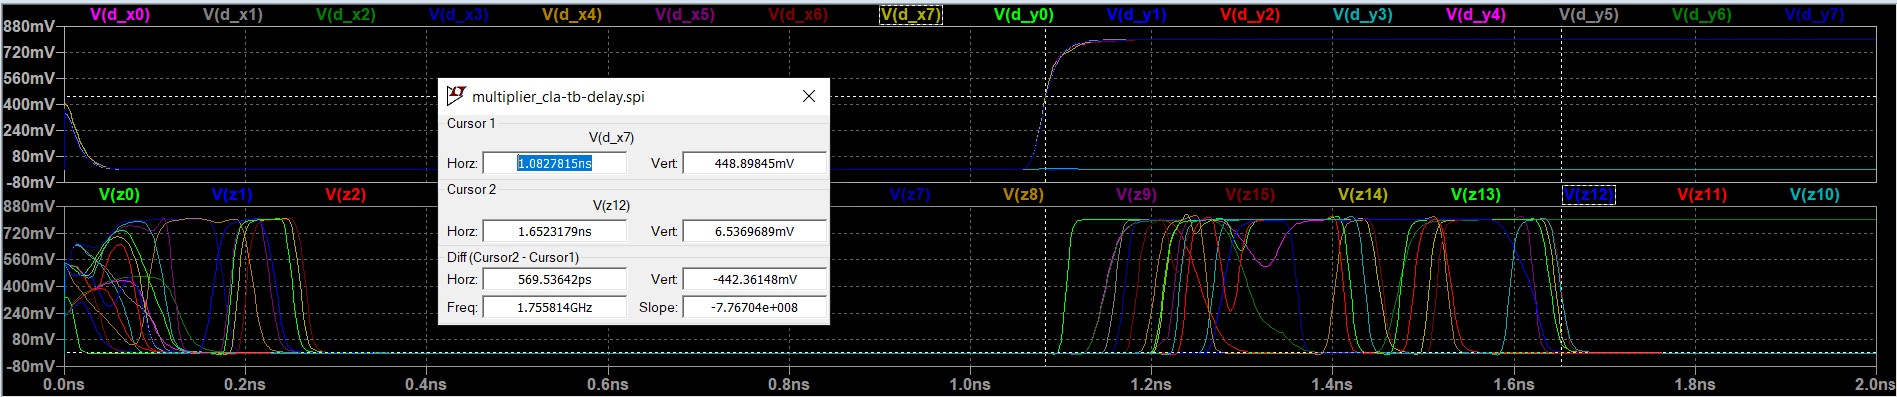 V(d_x0) V(d_x1) V(d_x2) V(d_x3) V(d_x4) V(d_x5) V(d_x6) V(d_x7) V(d_y0) V(d_y1) V(d_y2) V(d_y3) V(d_y4) V(d_y5) V(d_y6) V(d_y7)
880mV
720mV
560mV
400mV
240mV
80mV
-80mV
multiplier_cla-tb-delay.spi
Cursor 1
V(d_x7)
Horz: 1.0827815ns Vert: 448.89845mV
Cursor 2
V(z12)
Horz: 1.6523179ns Vert: 6.5369689mV
Diff (Cursor2 - Cursor1)
Horz: 569.53642ps Vert: -442.36148mV
Freq: 1.755814GHz Slope: -7.76704e+008
V(z0) V(z1) V(z2) V(z7) V(z8) V(z9) V(z15) V(z14) V(z13) V(z12) V(z11) V(z10)
880mV
720mV
560mV
400mV
240mV
80mV
-80mV
0.0ns 0.2ns 0.4ns 0.6ns 0.8ns 1.0ns 1.2ns 1.4ns 1.6ns 1.8ns 2.0ns